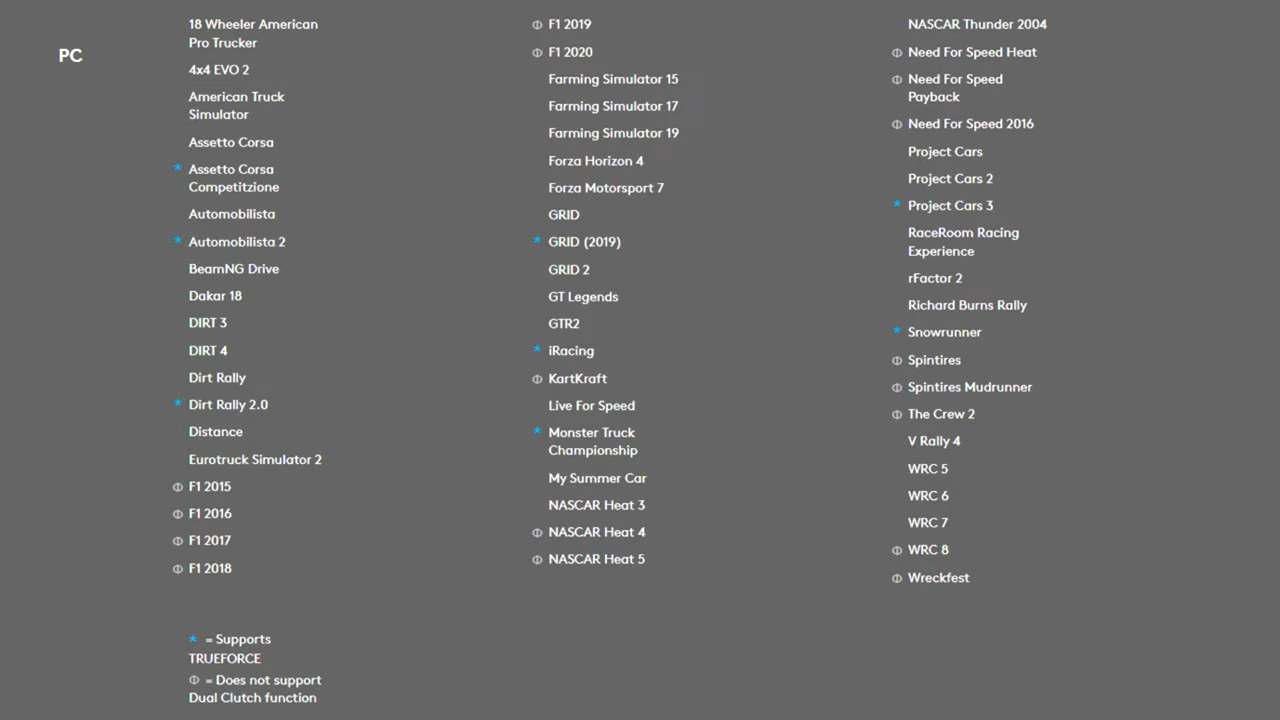 PC
18 Wheeler American
Pro Trucker
4x4 EVO 2
American Truck
Simulator
Assetto Corsa
* Assetto Corsa
Competitzione
Automobilista
* Automobilista 2
BeamNG Drive
Dakar 18
DIRT 3
DIRT 4
Dirt Rally
* Dirt Rally 2.0
Distance
Eurotruck Simulator 2
Φ F1 2015
Φ F1 2016
Φ F1 2017
Φ F1 2018
Φ F1 2019
Φ F1 2020
Farming Simulator 15
Farming Simulator 17
Farming Simulator 19
Forza Horizon 4
Forza Motorsport 7
GRID
* GRID (2019)
GRID 2
GT Legends
GTR2
* iRacing
Φ KartKraft
Live For Speed
* Monster Truck
Championship
My Summer Car
NASCAR Heat 3
Φ NASCAR Heat 4
Φ NASCAR Heat 5
NASCAR Thunder 2004
Φ Need For Speed Heat
Φ Need For Speed
Payback
Φ Need For Speed 2016
Project Cars
Project Cars 2
* Project Cars 3
RaceRoom Racing
Experience
rFactor 2
Richard Burns Rally
* Snowrunner
Φ Spintires
Φ Spintires Mudrunner
Φ The Crew 2
V Rally 4
WRC 5
WRC 6
WRC 7
Φ WRC 8
Φ Wreckfest
* = Supports
TRUEFORCE
Φ = Does not support
Dual Clutch function